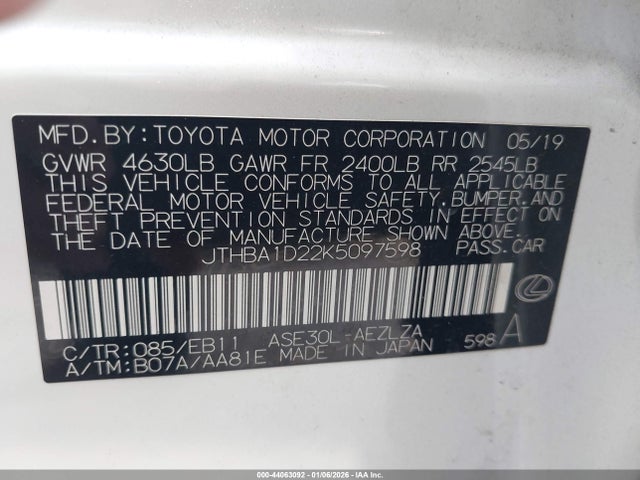 MFD.BY:TOYOTA MOTOR CORPORATION 05/19
GVWR 4630LB GAWR FR 2400LB RR 2545LB
THIS VEHICLE CONFORMS TO ALL APPLICABLE
FEDERAL MOTOR VEHICLE SAFETY,BUMPER,AND
THEFT PREVENTION STANDARDS IN EFFECT ON
THE DATE OF MANUFACTURE SHOWN ABOVE.
JTHBA1D22K5097598 PASS.CAR
C/TR:085/EB11 ASE30L-AEZLZA
A/TM:B07A/AA81E MADE IN JAPAN 598 A
000-44063092 - 01/06/2026 - IAA Inc.